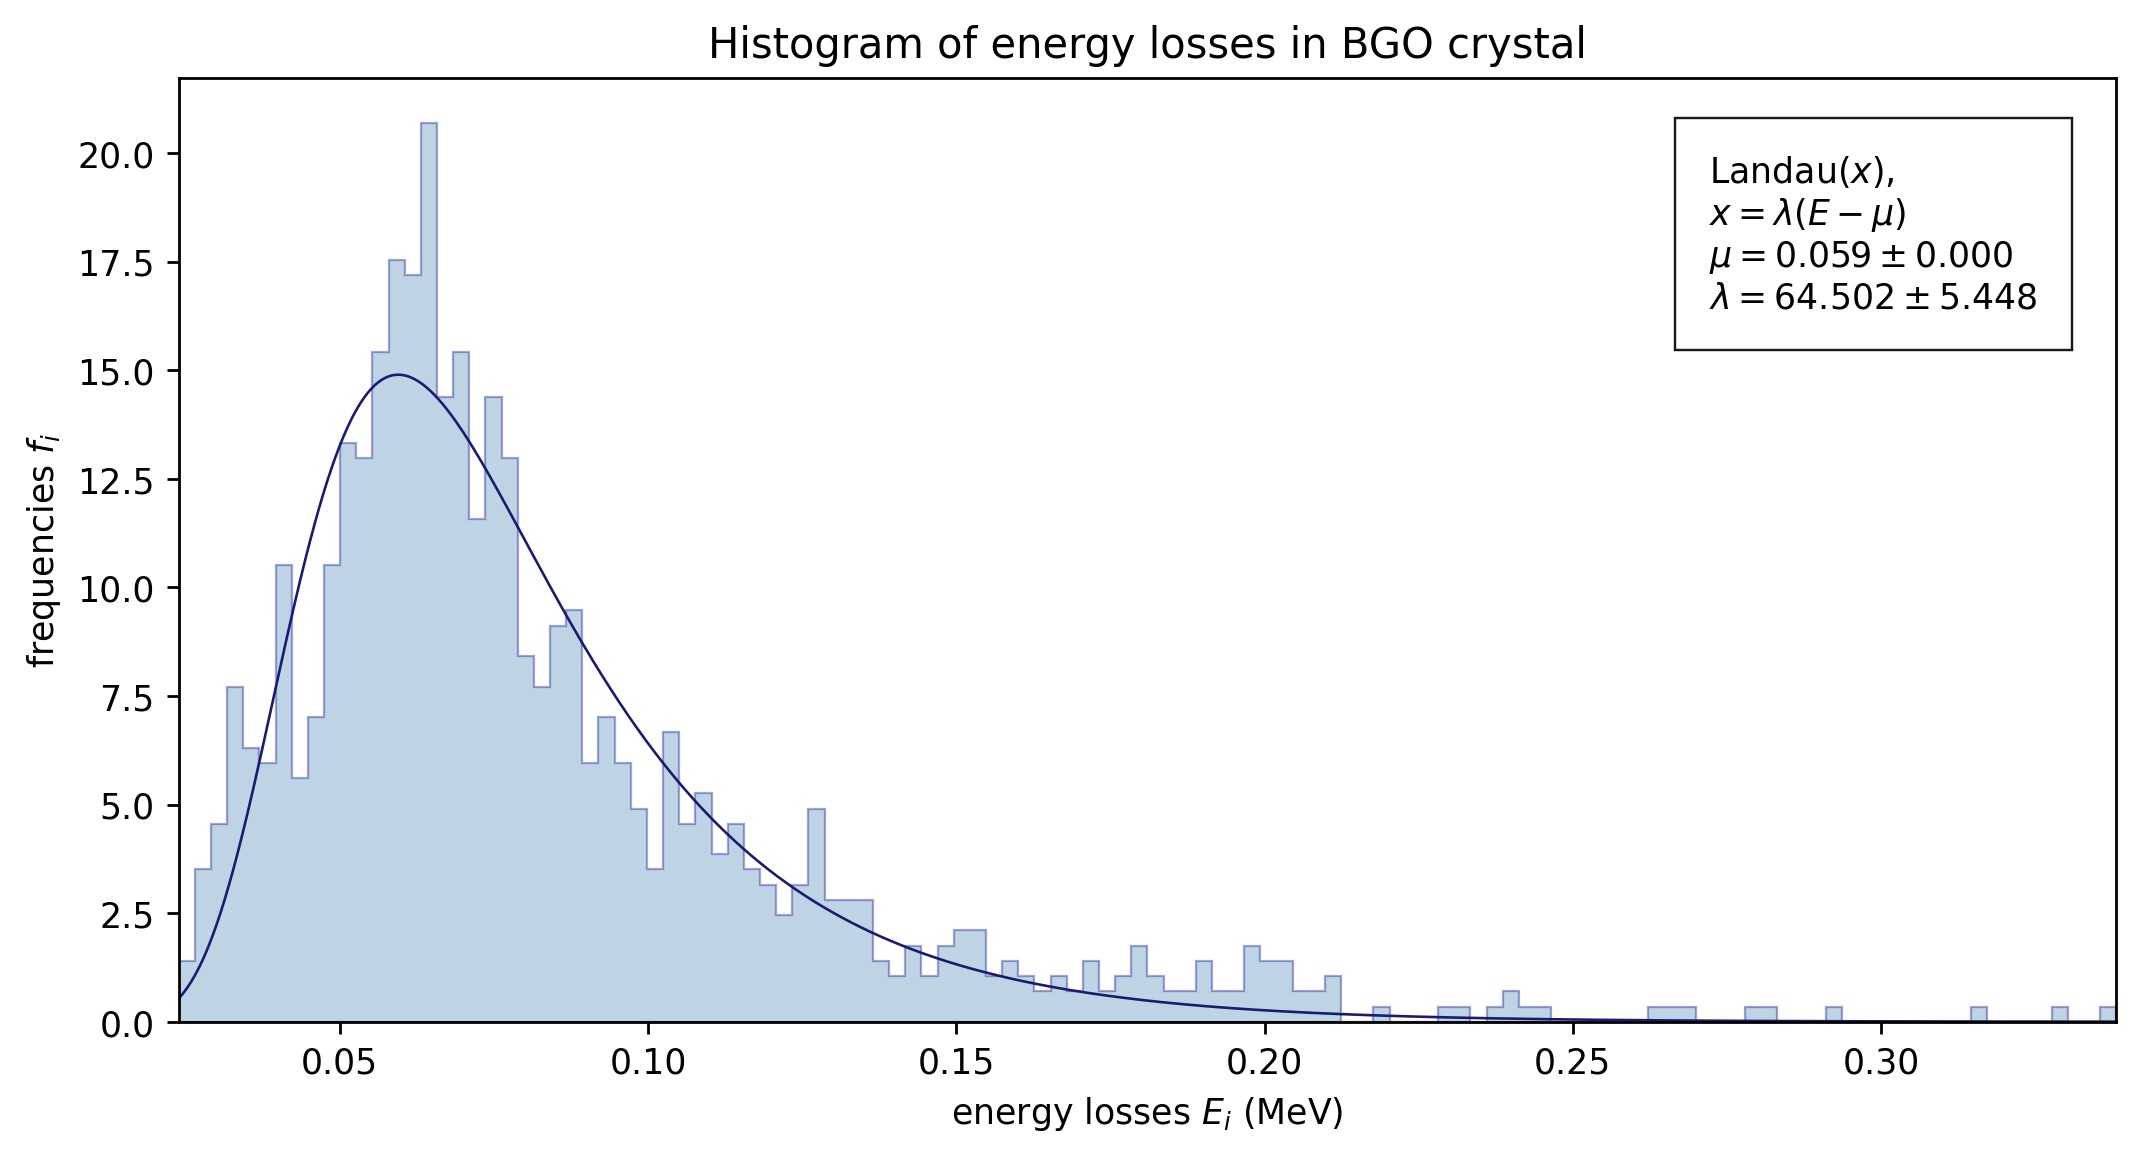 Histogram of energy losses in BGO crystal
20.0
17.5
15.0
12.5
10.0
7.5
5.0
2.5
0.0
frequencies fᵢ
Landau(x),
x = λ(E − μ)
μ = 0.059 ± 0.000
λ = 64.502 ± 5.448
0.05 0.10 0.15 0.20 0.25 0.30
energy losses Eᵢ (MeV)